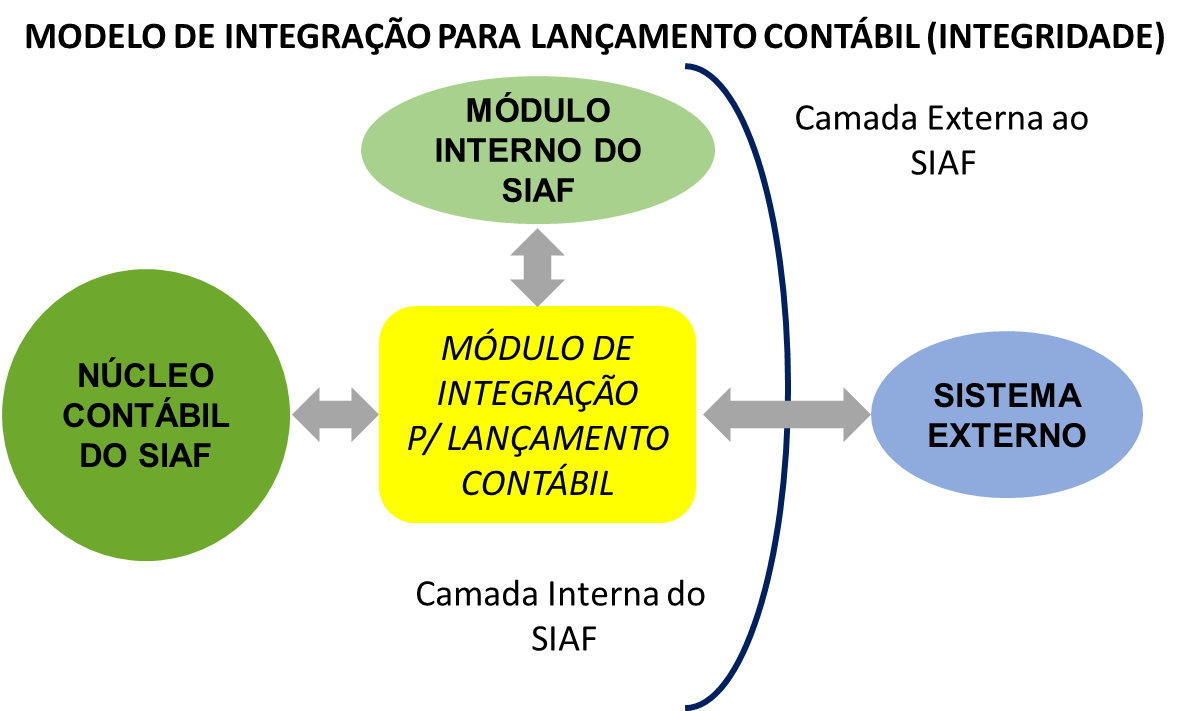 MODELO DE INTEGRAÇÃO PARA LANÇAMENTO CONTÁBIL (INTEGRIDADE)
MÓDULO
INTERNO DO
SIAF
Camada Externa ao
SIAF
NÚCLEO
CONTÁBIL
DO SIAF
MÓDULO DE
INTEGRAÇÃO
P/ LANÇAMENTO
CONTÁBIL
SISTEMA
EXTERNO
Camada Interna do
SIAF